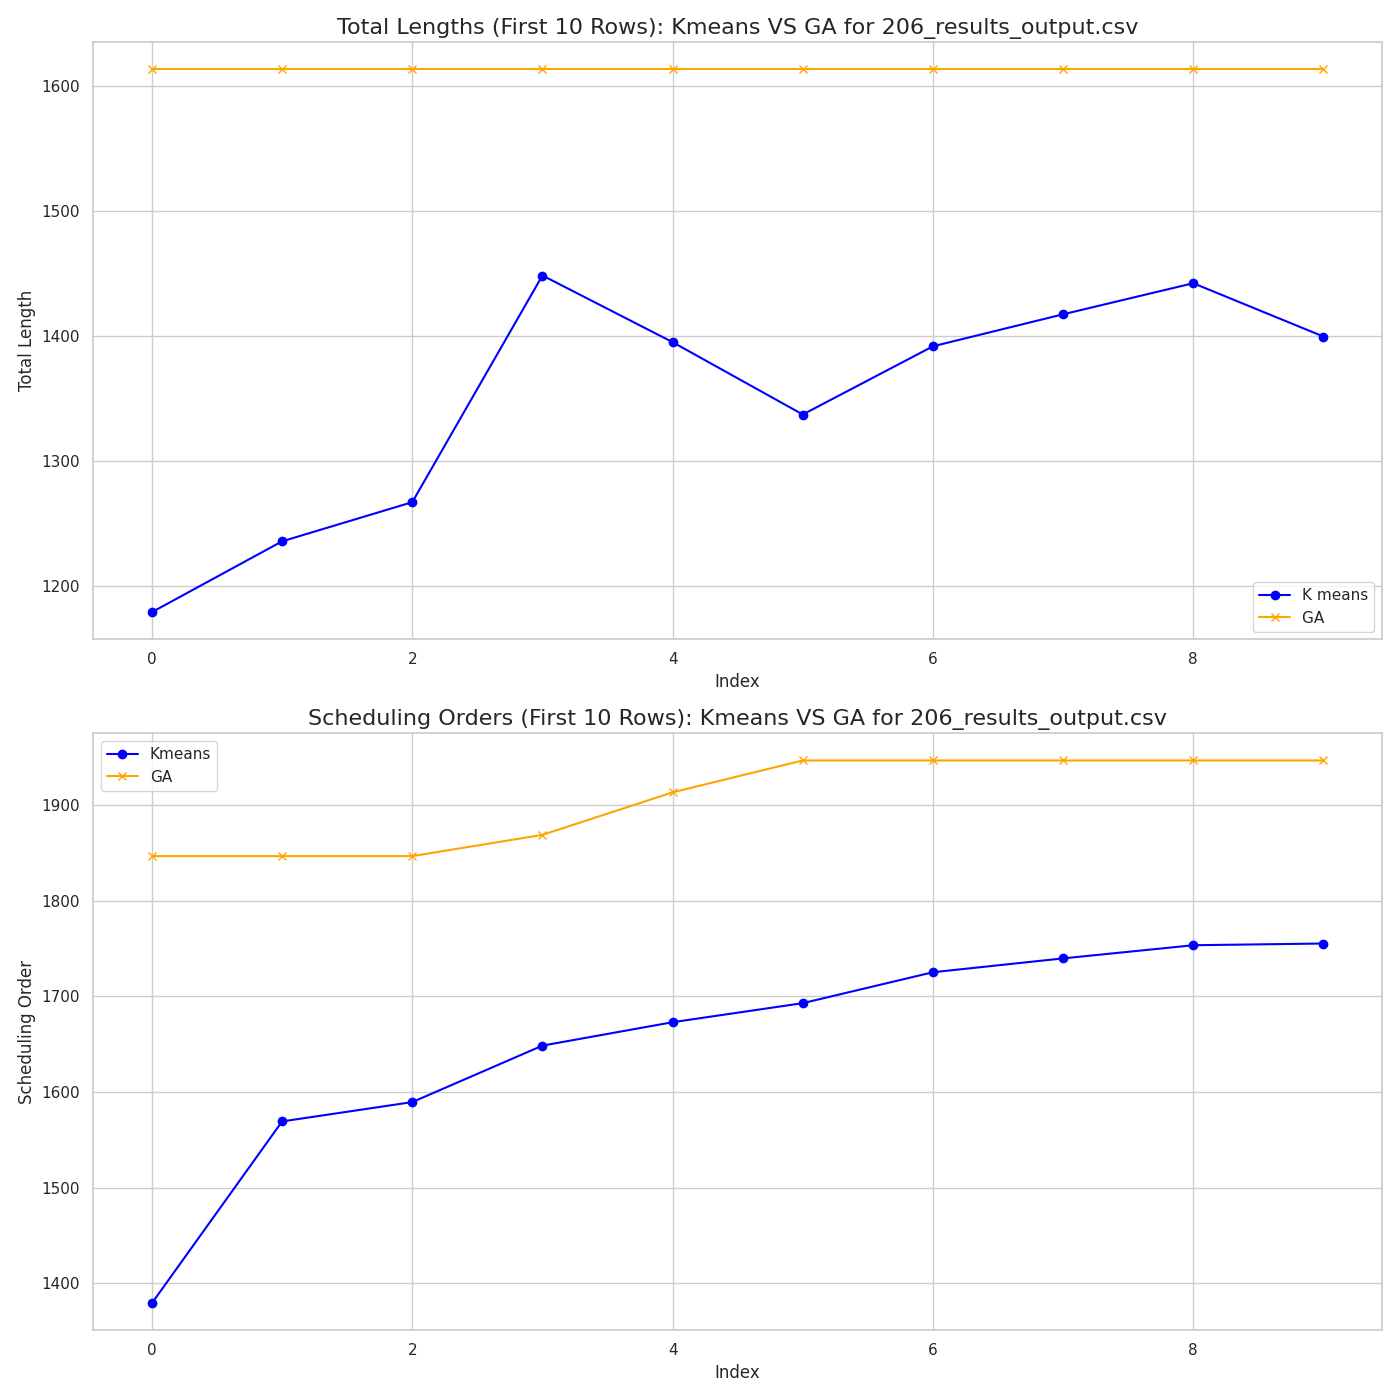 Total Lengths (First 10 Rows): Kmeans VS GA for 206_results_output.csv
1600
1500
1400
1300
1200
Total Length
K means
GA
0 2 4 6 8
Index
Scheduling Orders (First 10 Rows): Kmeans VS GA for 206_results_output.csv
Kmeans
GA
1900
1800
1700
1600
1500
1400
Scheduling Order
0 2 4 6 8
Index